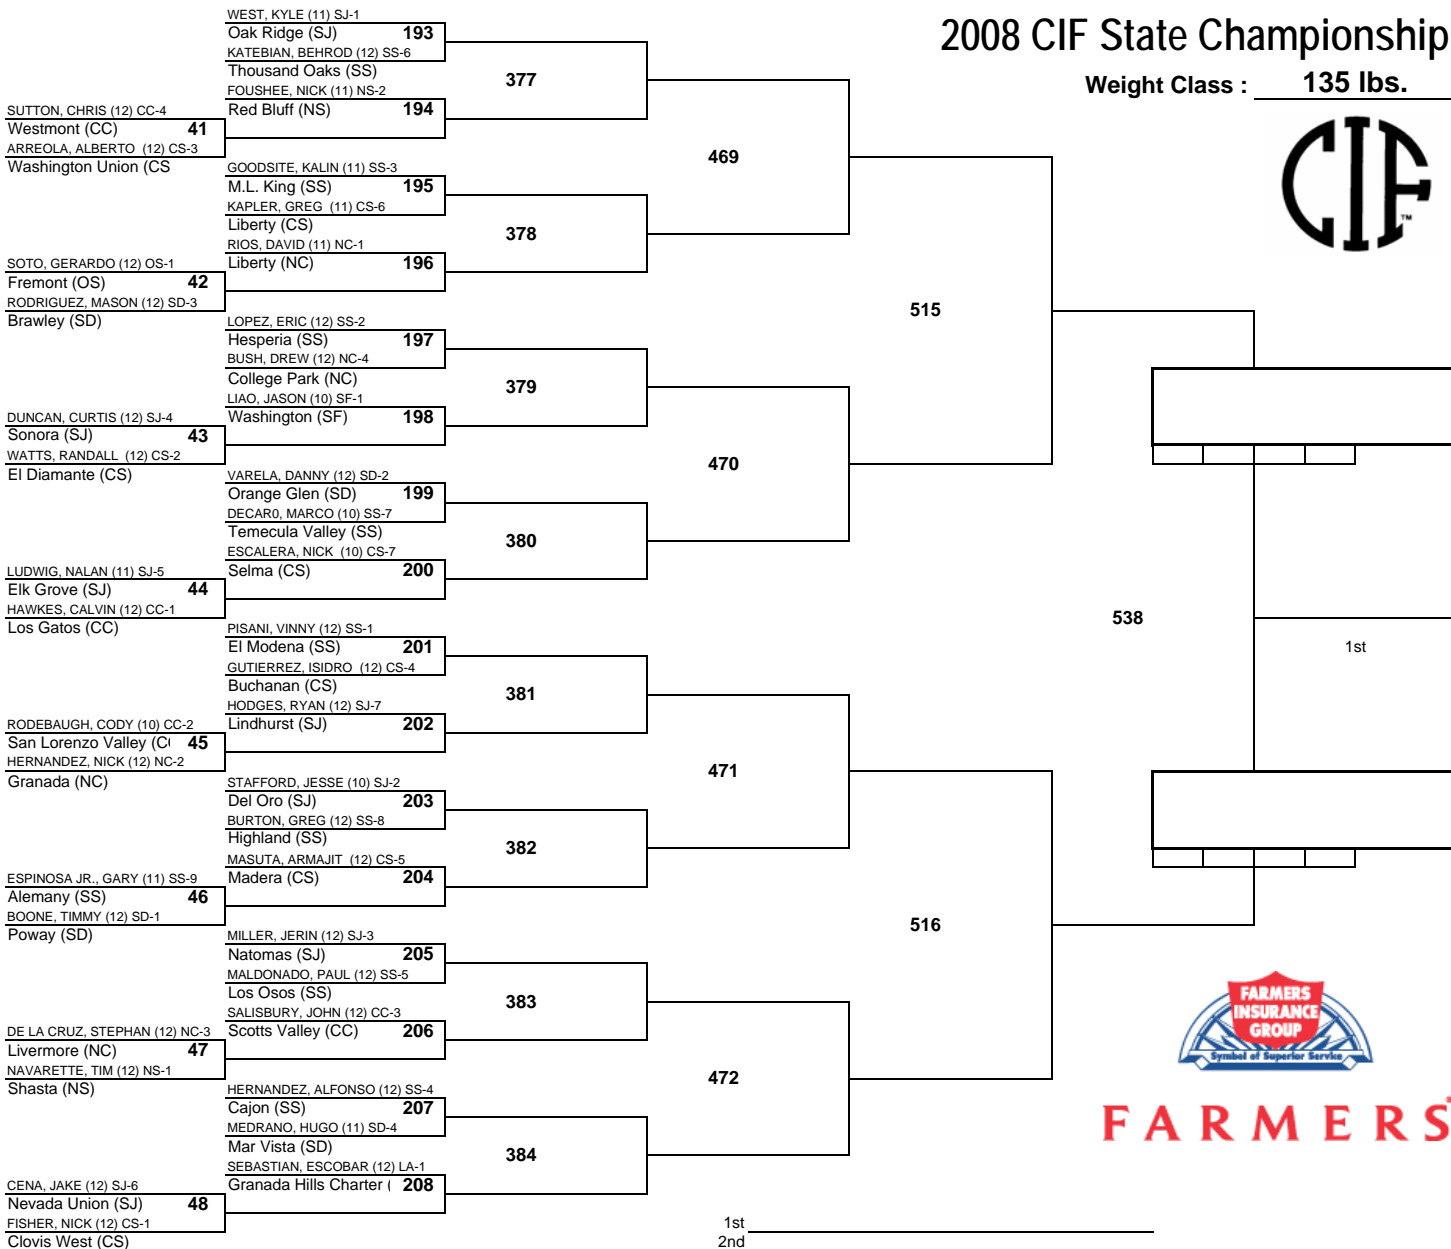 2008 CIF State Championship
Weight Class : 135 lbs.
CIF
TM
SUTTON, CHRIS (12) CC-4
Westmont (CC) 41
ARREOLA, ALBERTO (12) CS-3
Washington Union (CS
SOTO, GERARDO (12) OS-1
Fremont (OS) 42
RODRIGUEZ, MASON (12) SD-3
Brawley (SD)
DUNCAN, CURTIS (12) SJ-4
Sonora (SJ) 43
WATTS, RANDALL (12) CS-2
El Diamante (CS)
LUDWIG, NALAN (11) SJ-5
Elk Grove (SJ) 44
HAWKES, CALVIN (12) CC-1
Los Gatos (CC)
RODEBAUGH, CODY (10) CC-2
San Lorenzo Valley (C 45
HERNANDEZ, NICK (12) NC-2
Granada (NC)
ESPINOSA JR., GARY (11) SS-9
Alemany (SS) 46
BOONE, TIMMY (12) SD-1
Poway (SD)
DE LA CRUZ, STEPHAN (12) NC-3
Livermore (NC) 47
NAVARETTE, TIM (12) NS-1
Shasta (NS)
CENA, JAKE (12) SJ-6
Nevada Union (SJ) 48
FISHER, NICK (12) CS-1
Clovis West (CS)
WEST, KYLE (11) SJ-1
Oak Ridge (SJ) 193
KATEBIAN, BEHROD (12) SS-6
Thousand Oaks (SS)
FOUSHEE, NICK (11) NS-2
Red Bluff (NS) 194
GOODSITE, KALIN (11) SS-3
M.L. King (SS) 195
KAPLER, GREG (11) CS-6
Liberty (CS)
RIOS, DAVID (11) NC-1
Liberty (NC) 196
LOPEZ, ERIC (12) SS-2
Hesperia (SS) 197
BUSH, DREW (12) NC-4
College Park (NC)
LIAO, JASON (10) SF-1
Washington (SF) 198
VARELA, DANNY (12) SD-2
Orange Glen (SD) 199
DECAR0, MARCO (10) SS-7
Temecula Valley (SS)
ESCALERA, NICK (10) CS-7
Selma (CS) 200
PISANI, VINNY (12) SS-1
El Modena (SS) 201
GUTIERREZ, ISIDRO (12) CS-4
Buchanan (CS)
HODGES, RYAN (12) SJ-7
Lindhurst (SJ) 202
STAFFORD, JESSE (10) SJ-2
Del Oro (SJ) 203
BURTON, GREG (12) SS-8
Highland (SS)
MASUTA, ARMAJIT (12) CS-5
Madera (CS) 204
MILLER, JERIN (12) SJ-3
Natomas (SJ) 205
MALDONADO, PAUL (12) SS-5
Los Osos (SS)
SALISBURY, JOHN (12) CC-3
Scotts Valley (CC) 206
HERNANDEZ, ALFONSO (12) SS-4
Cajon (SS) 207
MEDRANO, HUGO (11) SD-4
Mar Vista (SD)
SEBASTIAN, ESCOBAR (12) LA-1
Granada Hills Charter ( 208
377
378
379
380
381
382
383
384
469
470
471
472
515
516
538
1st
1st
2nd
FARMERS
INSURANCE
GROUP
Symbol of Superior Service
FARMERS